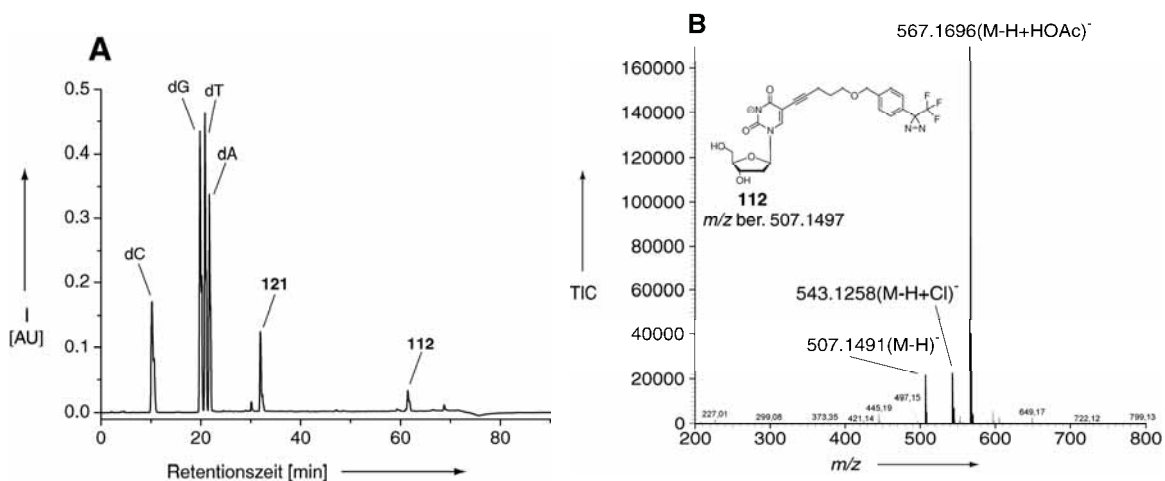 A
0.5
0.4
0.3
0.2
0.1
0.0
I
[AU]
dC
dG
dT
dA
121
112
0
20
40
60
80
Retentionszeit [min]
B
567.1696(M-H+HOAc)⁻
160000
140000
120000
100000
80000
60000
40000
20000
0
TIC
O
N
⊖
O
N
HO
O
OH
O
F
F
F
N=N
112
m/z ber. 507.1497
543.1258(M-H+Cl)⁻
507.1491(M-H)⁻
227,01
299,08
373,35
421,14
445,19
497,15
649,17
722,12
799,13
200
300
400
500
600
700
800
m/z